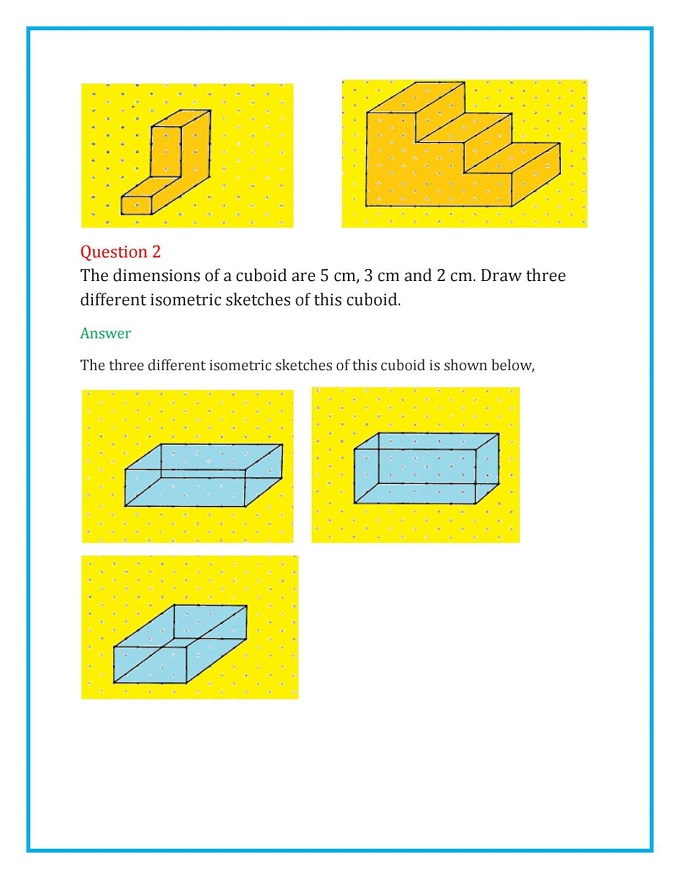 Question 2
The dimensions of a cuboid are 5 cm, 3 cm and 2 cm. Draw three
different isometric sketches of this cuboid.
Answer
The three different isometric sketches of this cuboid is shown below,